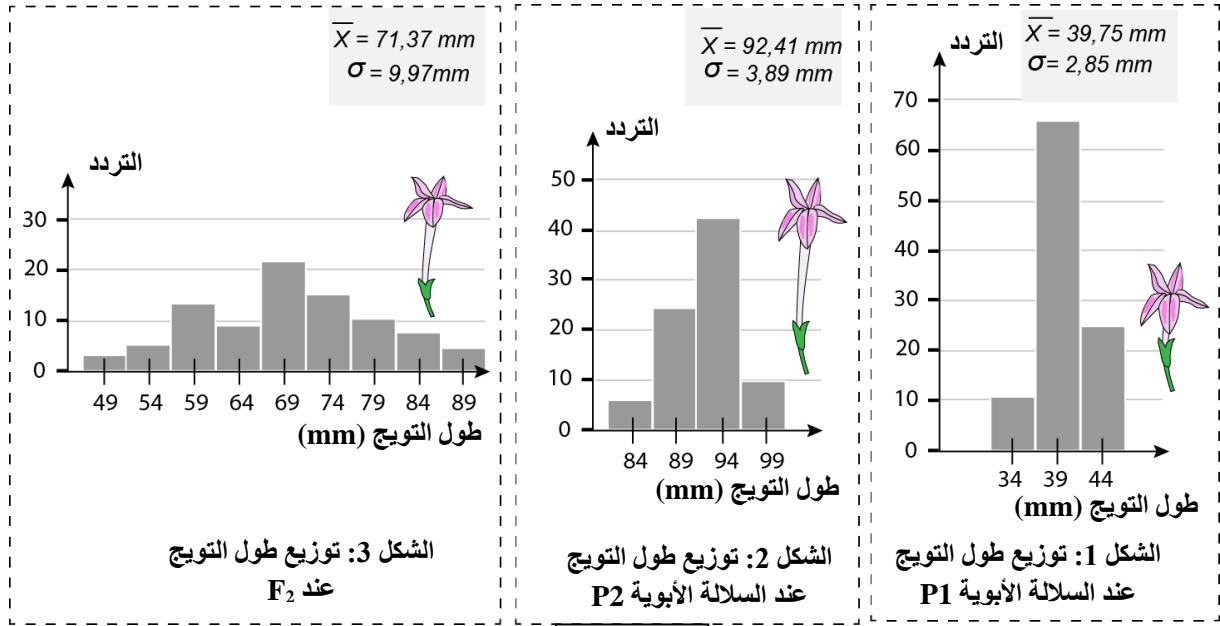 X̄ = 39,75 mm
σ = 2,85 mm
التردد
70
60
50
40
30
20
10
0
34 39 44
طول التويج (mm)
الشكل 1: توزيع طول التويج
عند السلالة الأبوية P1
X̄ = 92,41 mm
σ = 3,89 mm
التردد
50
40
30
20
10
0
84 89 94 99
طول التويج (mm)
الشكل 2: توزيع طول التويج
عند السلالة الأبوية P2
X̄ = 71,37 mm
σ = 9,97mm
التردد
30
20
10
0
49 54 59 64 69 74 79 84 89
طول التويج (mm)
الشكل 3: توزيع طول التويج
عند F₂